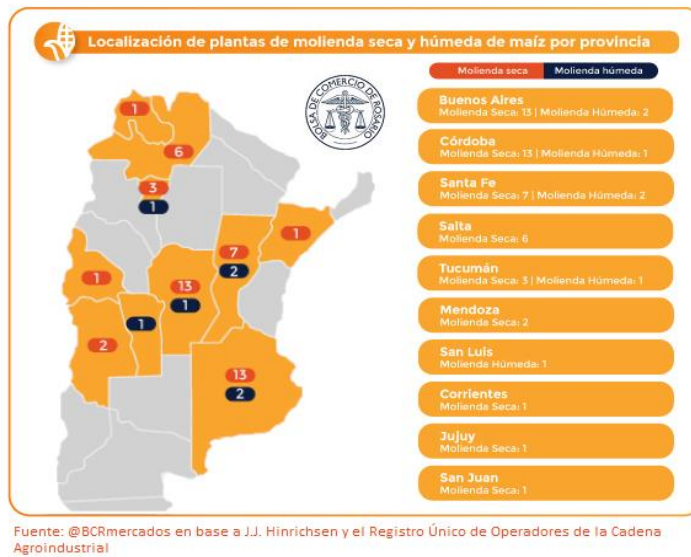 Localización de plantas de molienda seca y húmeda de maíz por provincia
Molienda seca
Molienda húmeda
BOLSA DE COMERCIO DE ROSARIO
1
6
3
1
1
7
2
1
13
1
1
2
13
2
Buenos Aires
Molienda Seca: 13 | Molienda Húmeda: 2
Córdoba
Molienda Seca: 13 | Molienda Húmeda: 1
Santa Fe
Molienda Seca: 7 | Molienda Húmeda: 2
Salta
Molienda Seca: 6
Tucumán
Molienda Seca: 3 | Molienda Húmeda: 1
Mendoza
Molienda Seca: 2
San Luis
Molienda Húmeda: 1
Corrientes
Molienda Seca: 1
Jujuy
Molienda Seca: 1
San Juan
Molienda Seca: 1
Fuente: @BCRmercados en base a J.J. Hinrichsen y el Registro Único de Operadores de la Cadena
Agroindustrial